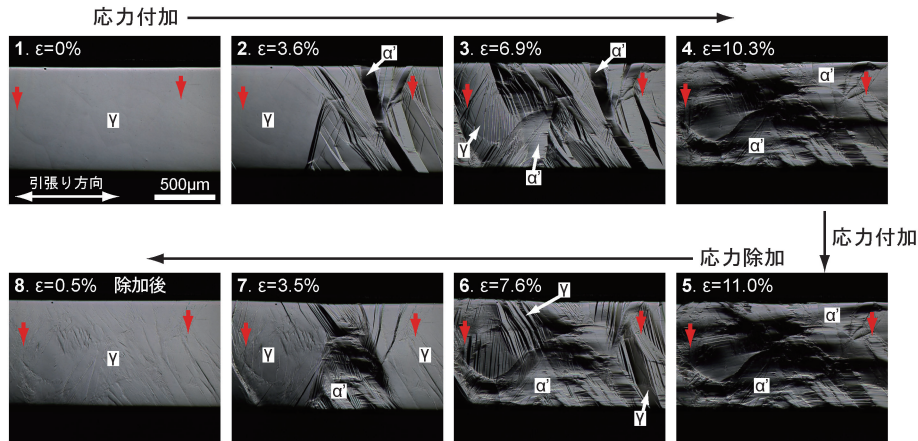 応力付加
1. ε=0%
γ
引張り方向
500μm
2. ε=3.6%
α’
γ
3. ε=6.9%
α’
γ
α’
4. ε=10.3%
α’
α’
応力付加
応力除加
8. ε=0.5% 除加後
γ
7. ε=3.5%
γ
γ
α’
6. ε=7.6%
γ
α’
γ
5. ε=11.0%
α’
α’